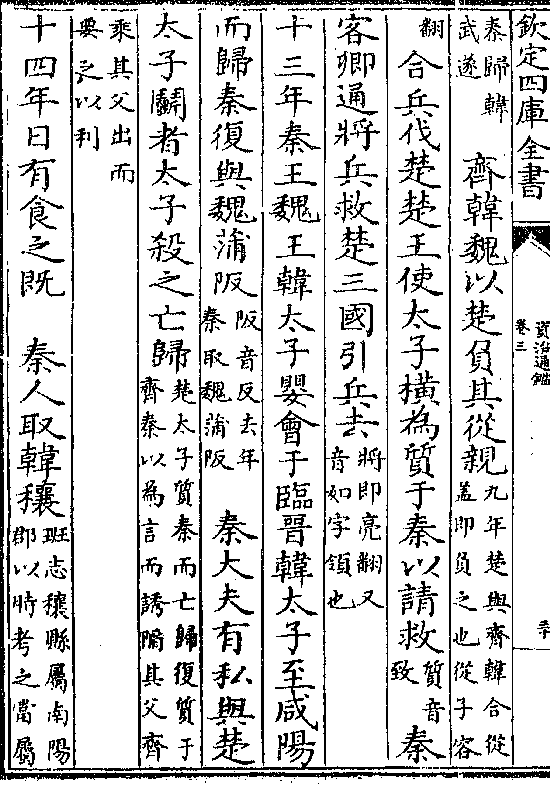 欽定四庫全書
資治通鑑
卷三
三十
秦歸韓
武遂
齊韓魏以楚負其從親
九年楚與齊韓合從
蓋即負之也從子容
翻
合兵伐楚楚王使太子橫為質于秦以請救
質音
致
秦
客卿通將兵救楚三國引兵去
將即亮翻又
音如字領也
十三年秦王魏王韓太子嬰會于臨晉韓太子至咸陽
而歸秦復與魏蒲阪
阪音反去年
秦取魏蒲阪
秦大夫有私與楚
太子鬭者太子殺之亡歸
楚太子質秦而亡歸復質于
齊秦以為言而誘賺其父齊
乘其父出而
要之以利
十四年日有食之既
秦人取韓穰
班志穰縣屬南陽
郡以時考之當屬